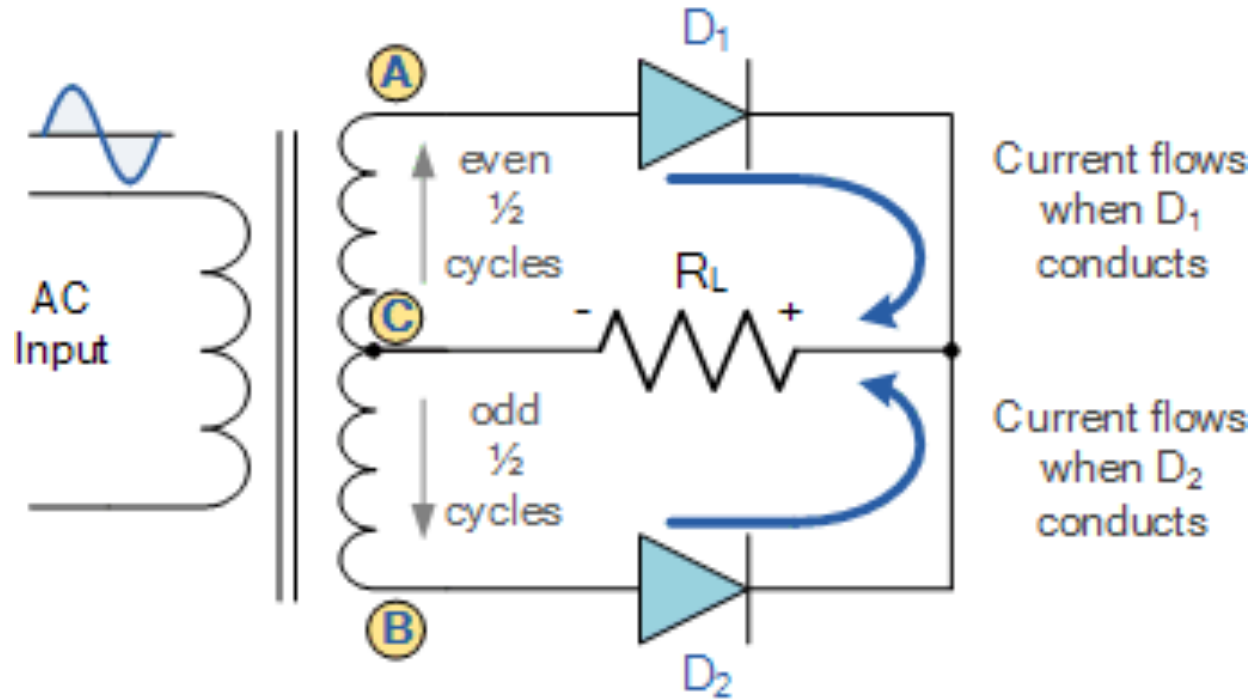 D₁
A
even
½
cycles
Current flows
when D₁
conducts
AC
Input
C
- R_L +
odd
½
cycles
Current flows
when D₂
conducts
B
D₂